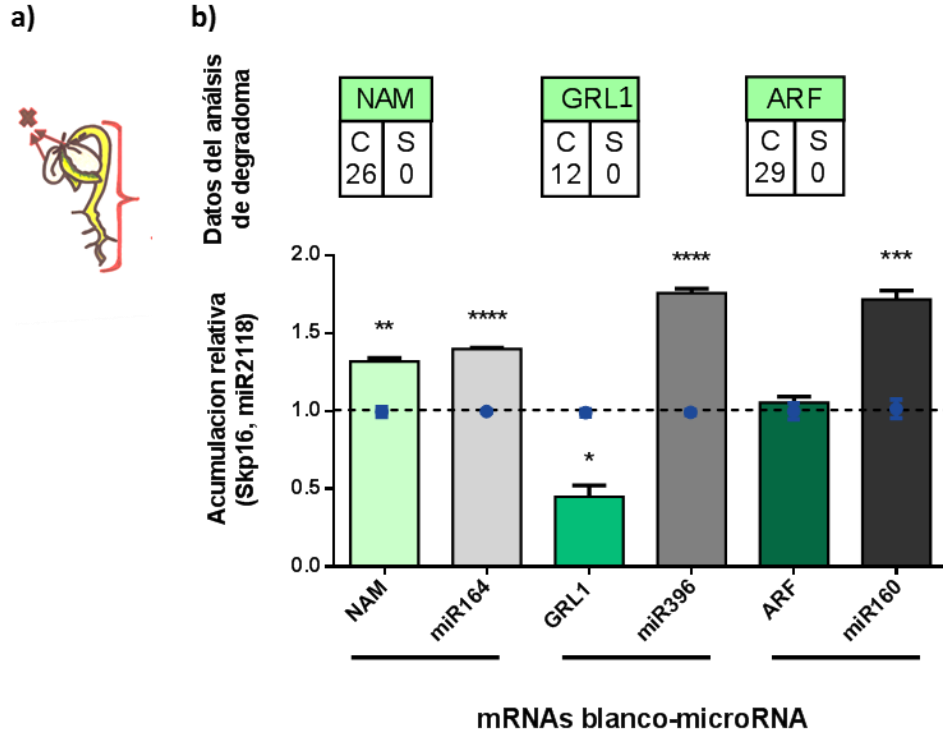 a)
b)
Datos del análsis
de degradoma
NAM
C S
26 0
GRL1
C S
12 0
ARF
C S
29 0
Acumulacion relativa
(Skp16, miR2118)
2.0
1.5
1.0
0.5
0.0
**
****
*
****
***
NAM
miR164
GRL1
miR396
ARF
miR160
mRNAs blanco-microRNA